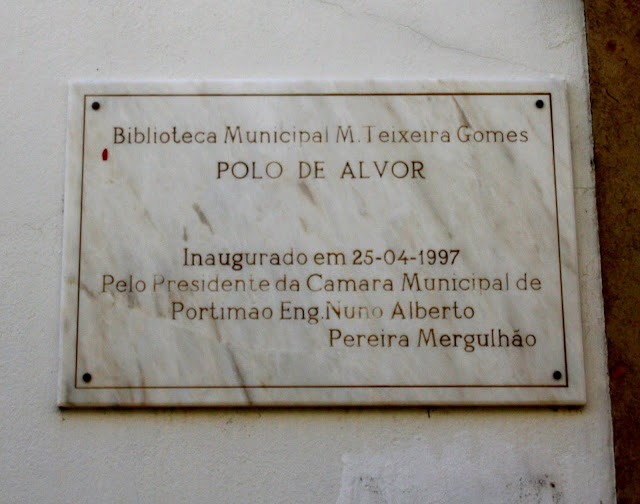 Biblioteca Municipal M. Teixeira Gomes
POLO DE ALVOR
Inaugurado em 25-04-1997
Pelo Presidente da Camara Municipal de
Portimao Eng. Nuno Alberto
Pereira Mergulhão